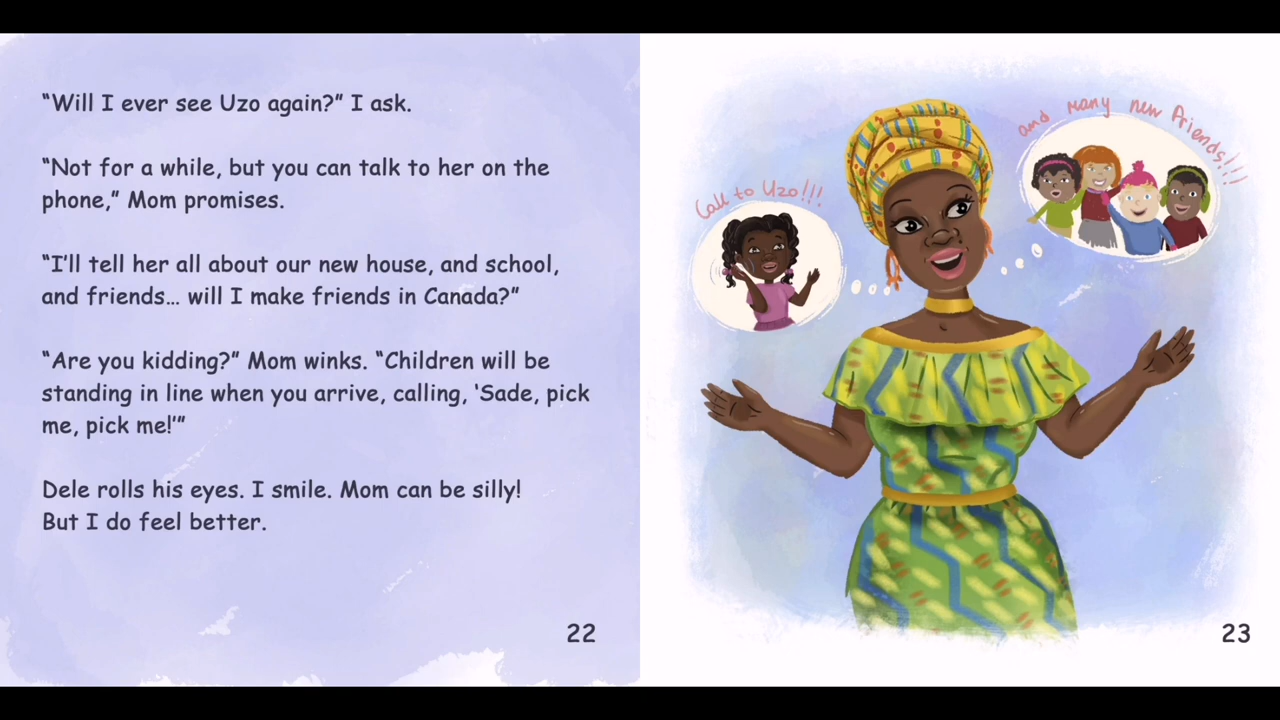 “Will I ever see Uzo again?” I ask.
“Not for a while, but you can talk to her on the
phone,” Mom promises.
“I’ll tell her all about our new house, and school,
and friends… will I make friends in Canada?”
“Are you kidding?” Mom winks. “Children will be
standing in line when you arrive, calling, ‘Sade, pick
me, pick me!’”
Dele rolls his eyes. I smile. Mom can be silly!
But I do feel better.
22
Call to Uzo!!!
and many new friends!!!
23